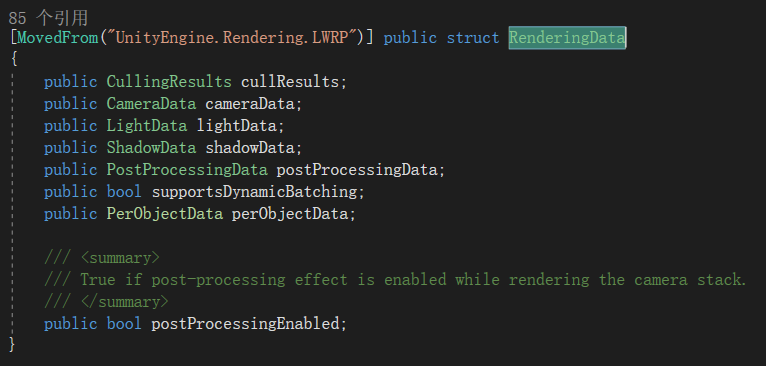 85 个引用
[MovedFrom("UnityEngine.Rendering.LWRP")] public struct RenderingData
{
    public CullingResults cullResults;
    public CameraData cameraData;
    public LightData lightData;
    public ShadowData shadowData;
    public PostProcessingData postProcessingData;
    public bool supportsDynamicBatching;
    public PerObjectData perObjectData;

    /// <summary>
    /// True if post-processing effect is enabled while rendering the camera stack.
    /// </summary>
    public bool postProcessingEnabled;
}